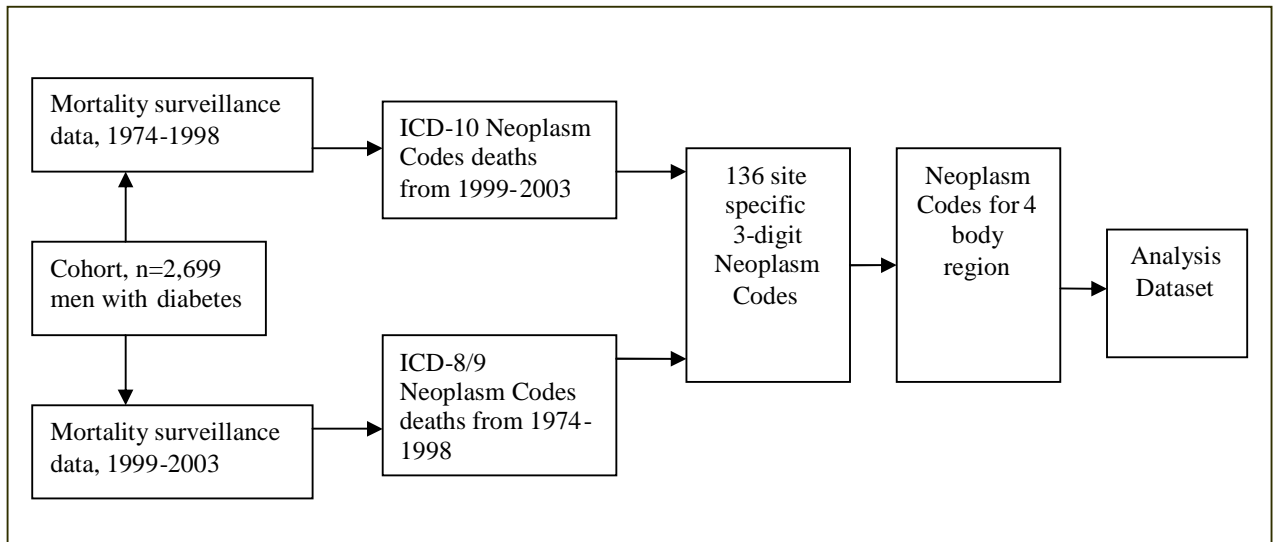 Mortality surveillance
data, 1974-1998
Cohort, n=2,699
men with diabetes
Mortality surveillance
data, 1999-2003
ICD-10 Neoplasm
Codes deaths
from 1999-2003
ICD-8/9
Neoplasm Codes
deaths from 1974-
1998
136 site
specific
3-digit
Neoplasm
Codes
Neoplasm
Codes for 4
body
region
Analysis
Dataset